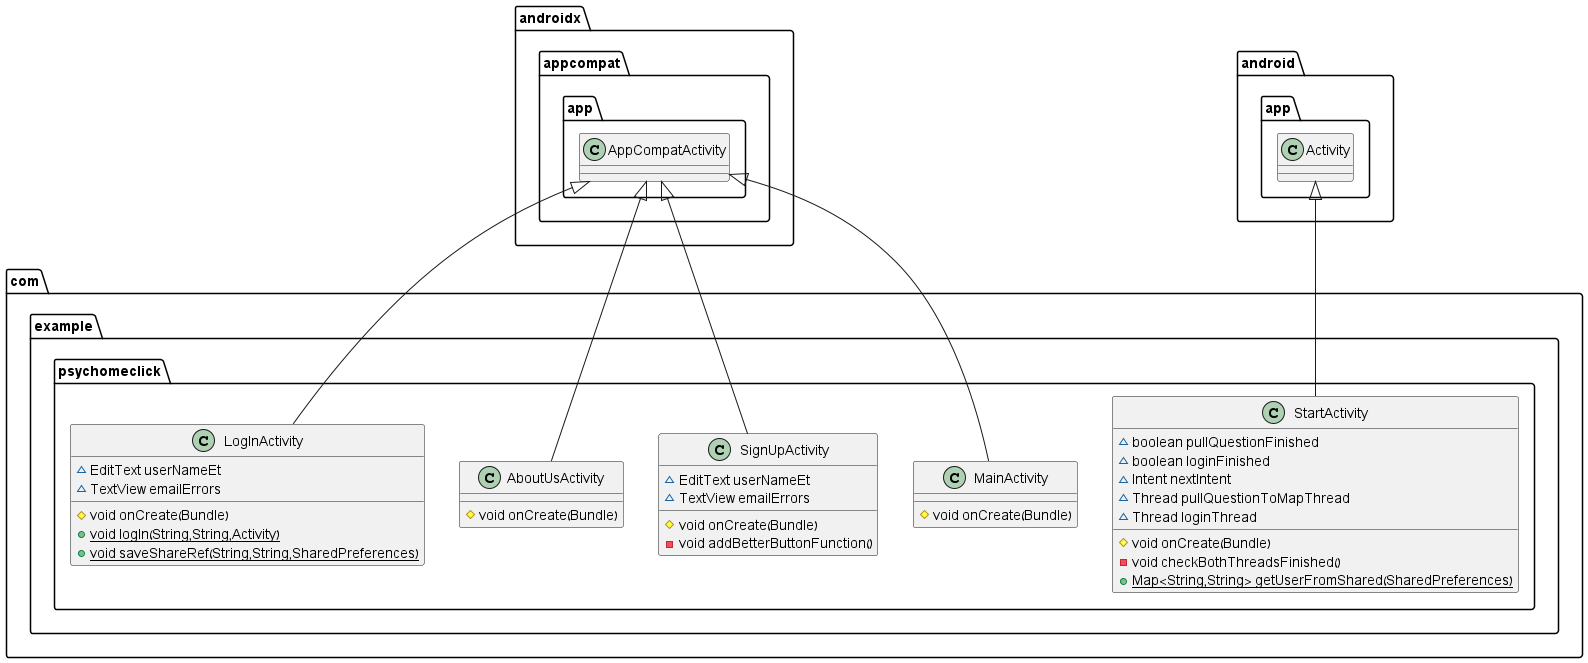 androidx
appcompat
android
app
app
C AppCompatActivity
C Activity
com
example
psychomeclick
C LogInActivity
EditText userNameEt
TextView emailErrors
void onCreate(Bundle)
void logIn(String,String,Activity)
void saveShareRef(String,String,SharedPreferences)
C AboutUsActivity
void onCreate(Bundle)
C SignUpActivity
EditText userNameEt
TextView emailErrors
void onCreate(Bundle)
void addBetterButtonFunction()
C MainActivity
void onCreate(Bundle)
C StartActivity
boolean pullQuestionFinished
boolean loginFinished
Intent nextIntent
Thread pullQuestionToMapThread
Thread loginThread
void onCreate(Bundle)
void checkBothThreadsFinished()
Map<String,String> getUserFromShared(SharedPreferences)